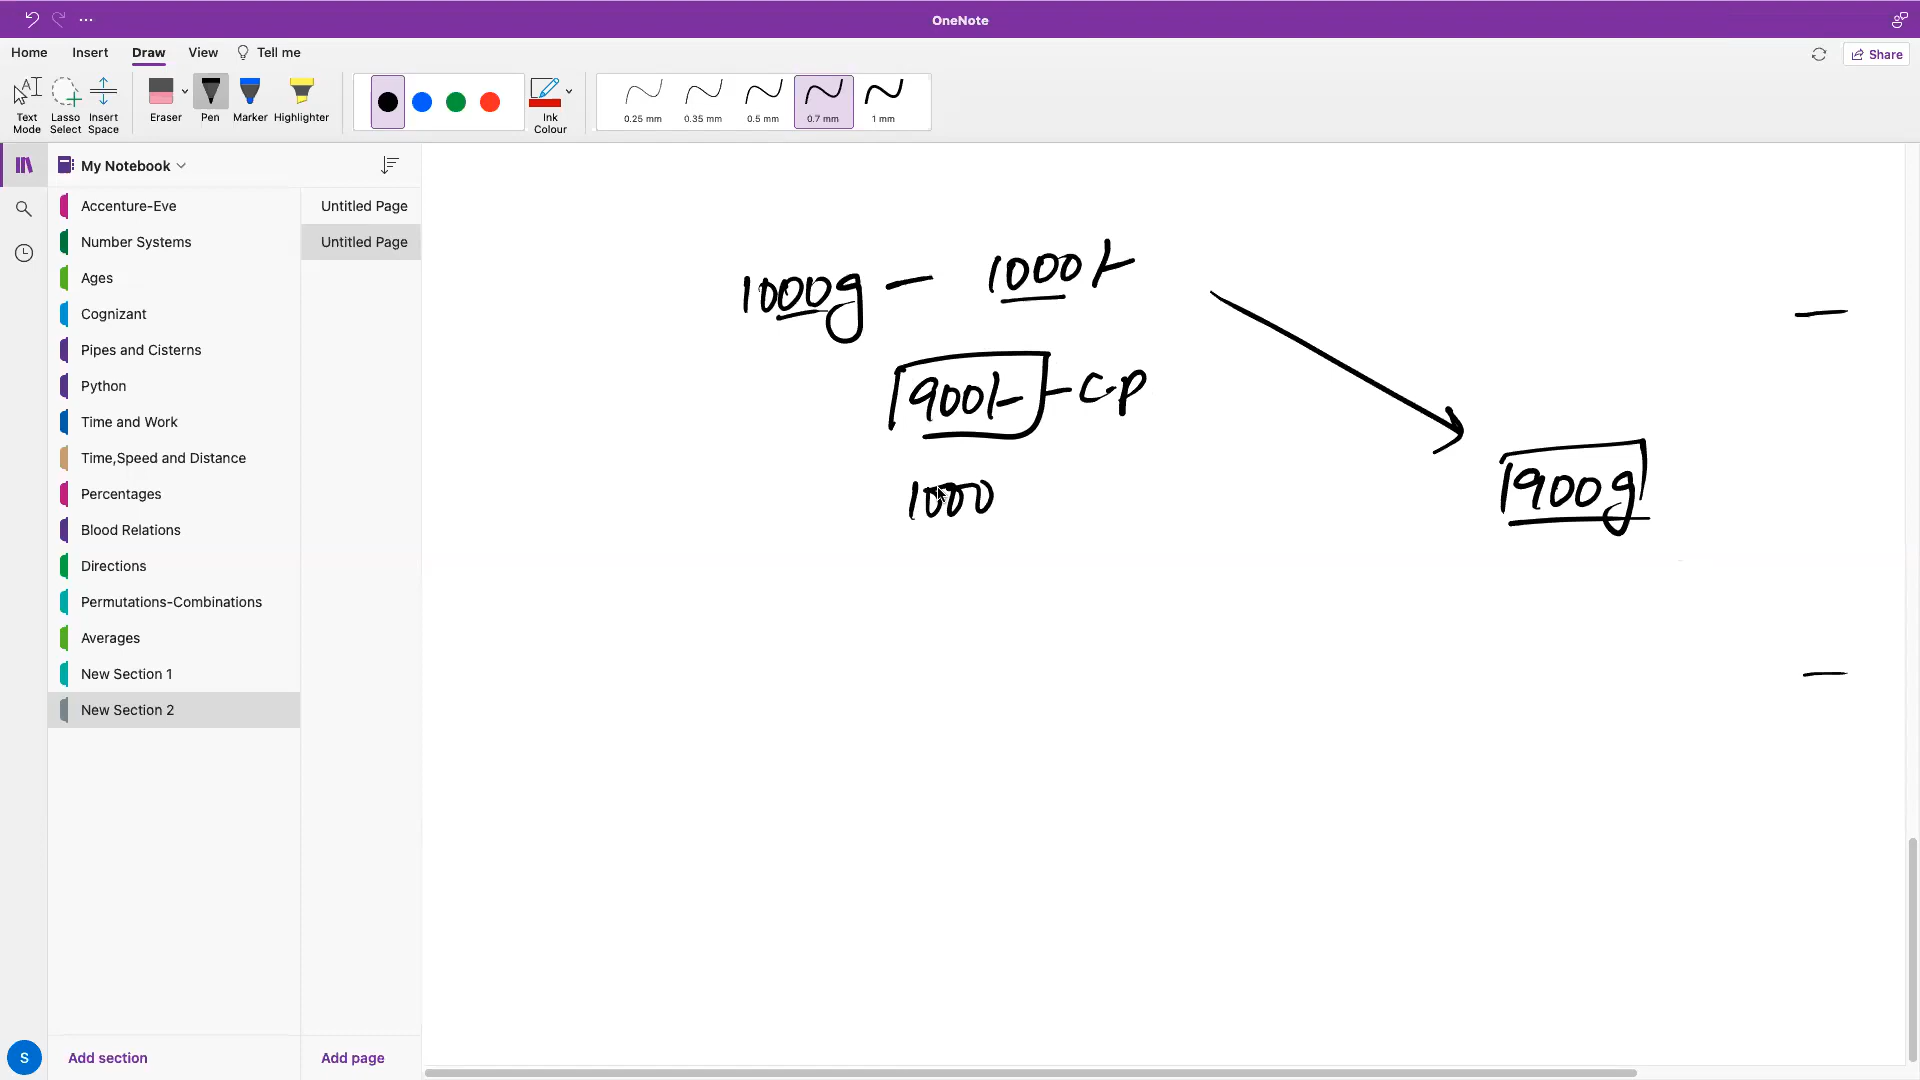 OneNote
Home Insert Draw View Tell me
Share
Text Mode
Lasso Select
Insert Space
Eraser
Pen
Marker
Highlighter
Ink Colour
0.25 mm
0.35 mm
0.5 mm
0.7 mm
1 mm
My Notebook
Accenture-Eve
Number Systems
Ages
Cognizant
Pipes and Cisterns
Python
Time and Work
Time,Speed and Distance
Percentages
Blood Relations
Directions
Permutations-Combinations
Averages
New Section 1
New Section 2
Add section
S
Untitled Page
Untitled Page
Add page
1000g — 1000/-
900/- - C.P
1000
900g